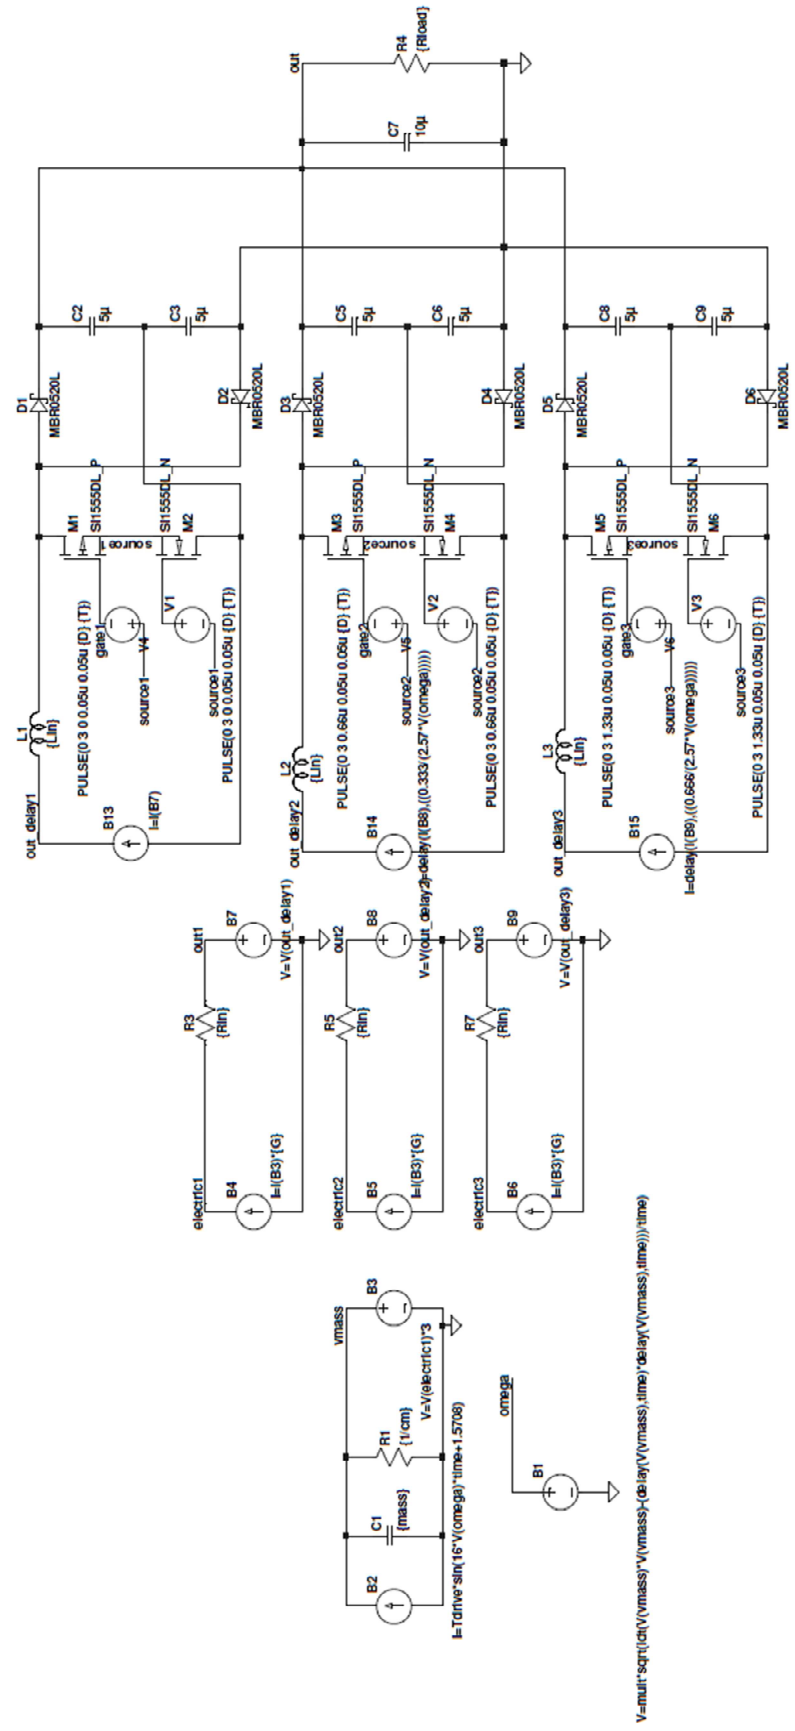 out
R4
{Rload}
C7
10µ
C2
5µ
C3
5µ
C5
5µ
C6
5µ
C8
5µ
C9
5µ
D1
MBR0520L
D2
MBR0520L
D3
MBR0520L
D4
MBR0520L
D5
MBR0520L
D6
MBR0520L
M1
SI1555DL_P
SI1555DL_N
M2
source1
M3
SI1555DL_P
SI1555DL_N
M4
source2
M5
SI1555DL_P
SI1555DL_N
M6
source3
PULSE(0 3 0 0.05u 0.05u {D} {T})
gate1
V4
source1
V1
source1
PULSE(0 3 0 0.05u 0.05u {D} {T})
PULSE(0 3 0.66u 0.05u 0.05u {D} {T})
gate2
V5
source2
V2
source2
PULSE(0 3 0.66u 0.05u 0.05u {D} {T})
PULSE(0 3 1.33u 0.05u 0.05u {D} {T})
gate3
V6
source3
V3
source3
PULSE(0 3 1.33u 0.05u 0.05u {D} {T})
L1
{Lin}
L2
{Lin}
L3
{Lin}
out_delay1
B13
I=I(B7)
out_delay2
B14
I=delay(I(B8),((0.333/(2.57*V(omega)))))
out_delay3
B15
I=delay(I(B9),((0.666/(2.57*V(omega)))))
out1
B7
V=V(out_delay1)
out2
B8
V=V(out_delay2)
out3
B9
V=V(out_delay3)
R3
{Rin}
R5
{Rin}
R7
{Rin}
electric1
B4
I=I(B3)*{G}
electric2
B5
I=I(B3)*{G}
electric3
B6
I=I(B3)*{G}
vmass
B3
V=V(electric1)*3
R1
{1/cm}
C1
{mass}
B2
I=Tdrive*sin(16*V(omega)*time+1.5708)
omega
B1
V=mult*sqrt(idt(V(vmass)*V(vmass)-(delay(V(vmass),time)*delay(V(vmass),time)))/time)